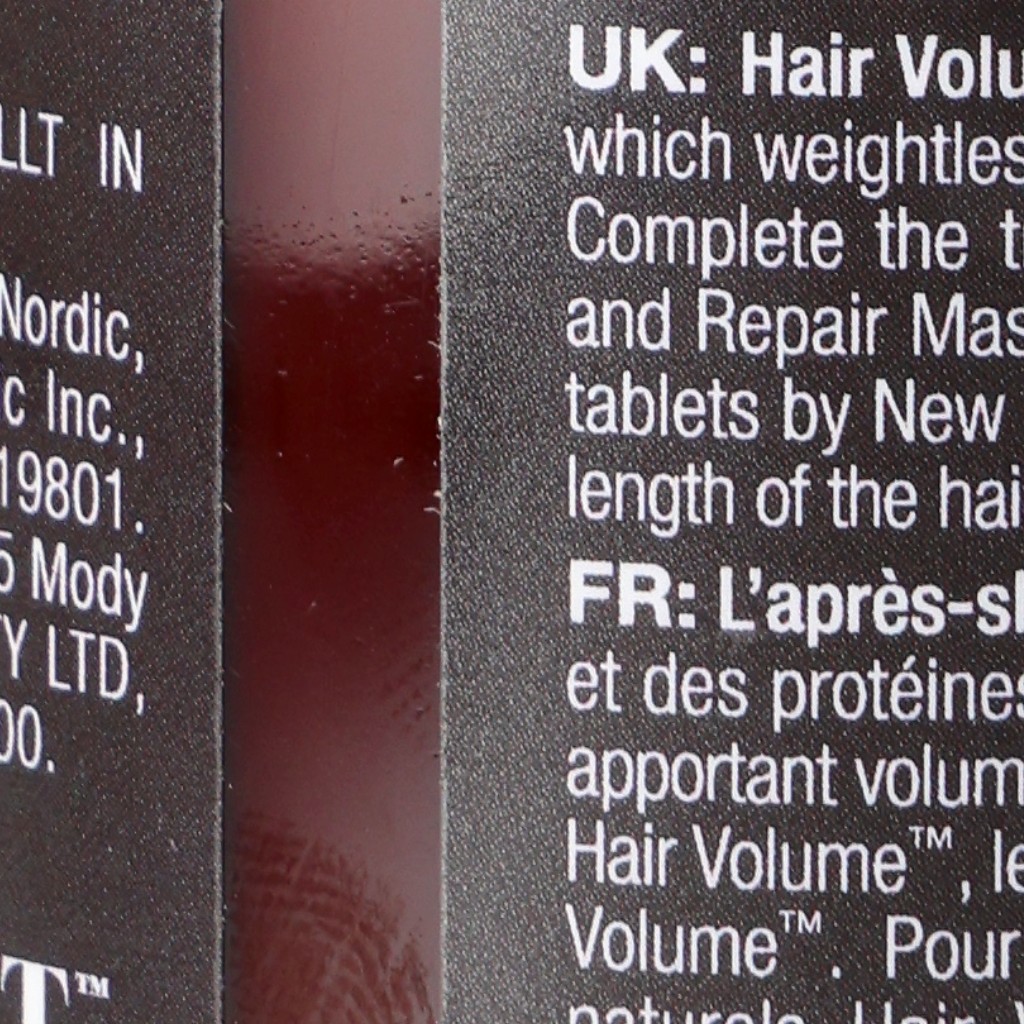 LLT IN
Nordic,
c Inc.,
19801.
5 Mody
Y LTD,
00.
T™
UK: Hair Volu
which weightles
Complete the t
and Repair Mas
tablets by New
length of the hai
FR: L'après-s
et des protéines
apportant volum
Hair Volume™, le
Volume™. Pour
naturels Hair V